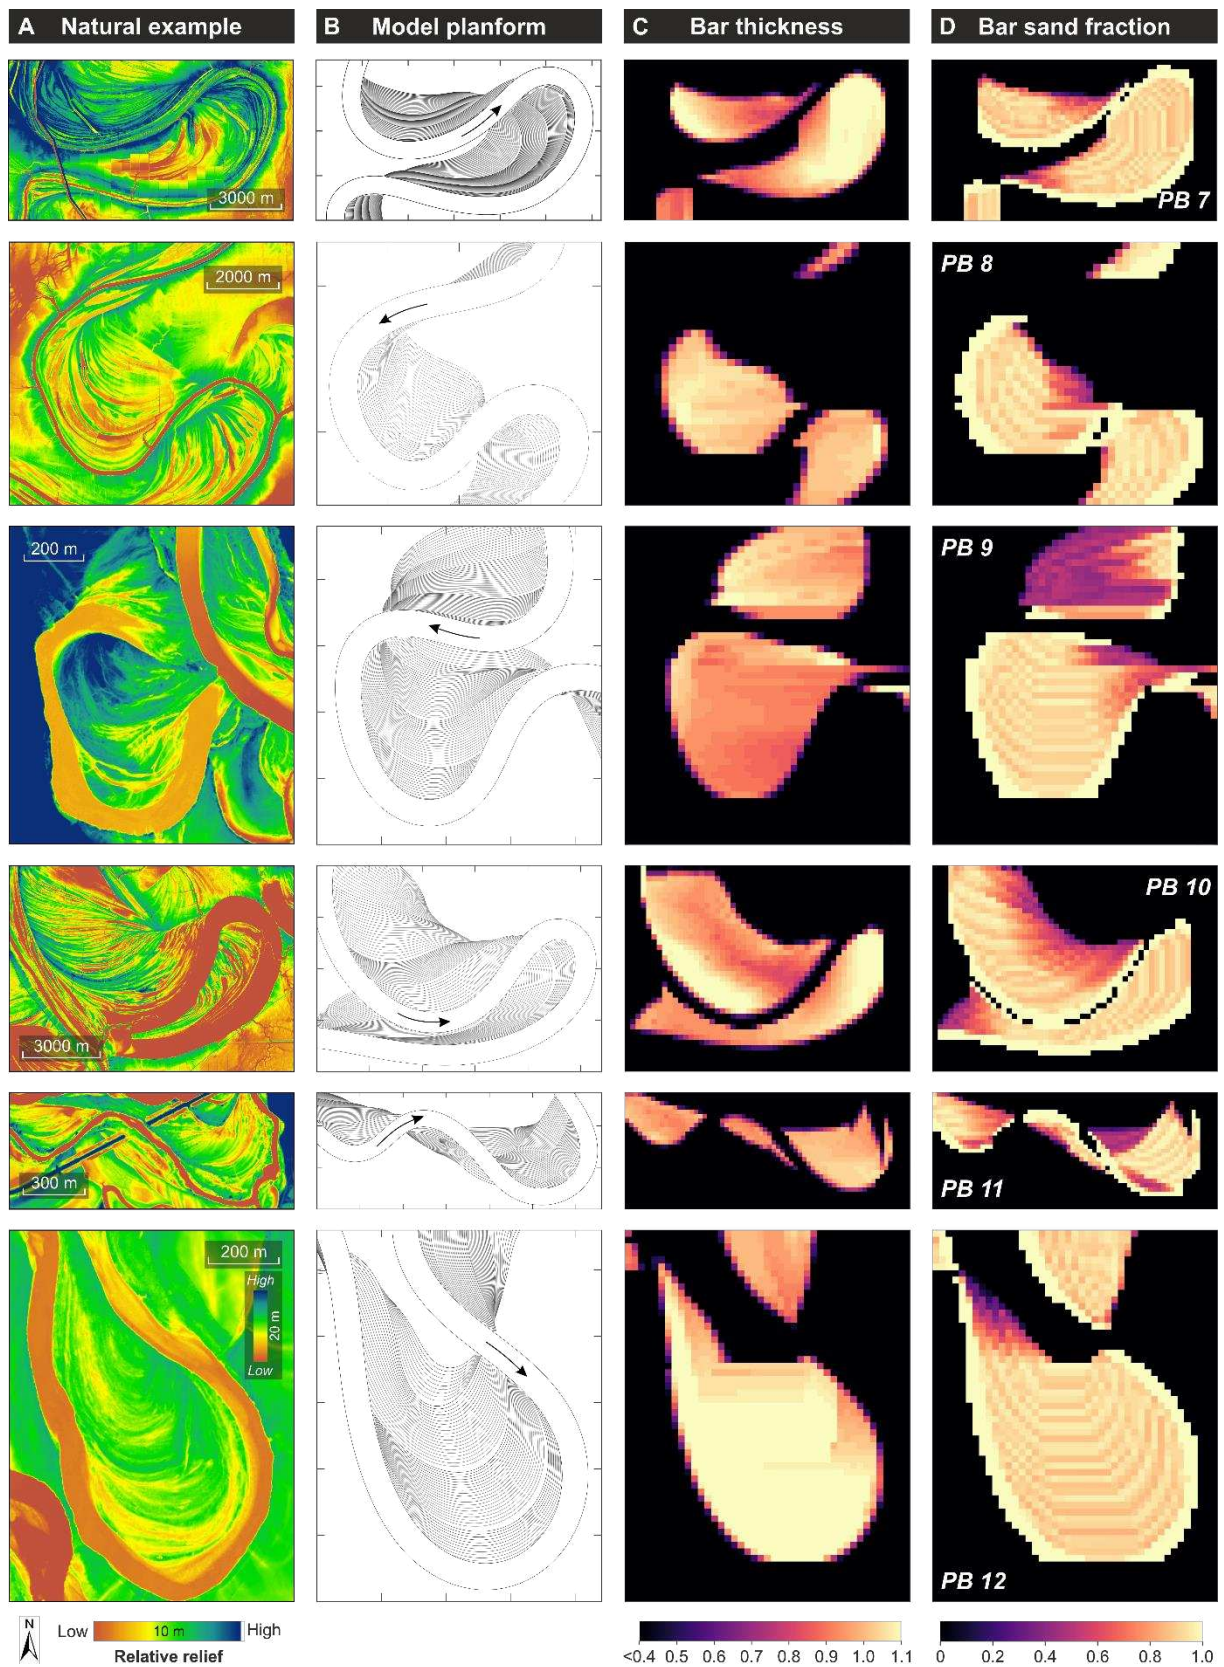 A Natural example
B Model planform
C Bar thickness
D Bar sand fraction
3000 m
PB 7
2000 m
PB 8
200 m
PB 9
3000 m
PB 10
300 m
PB 11
200 m
High
20 m
Low
PB 12
N
Low 10 m High
Relative relief
<0.4 0.5 0.6 0.7 0.8 0.9 1.0 1.1
0 0.2 0.4 0.6 0.8 1.0